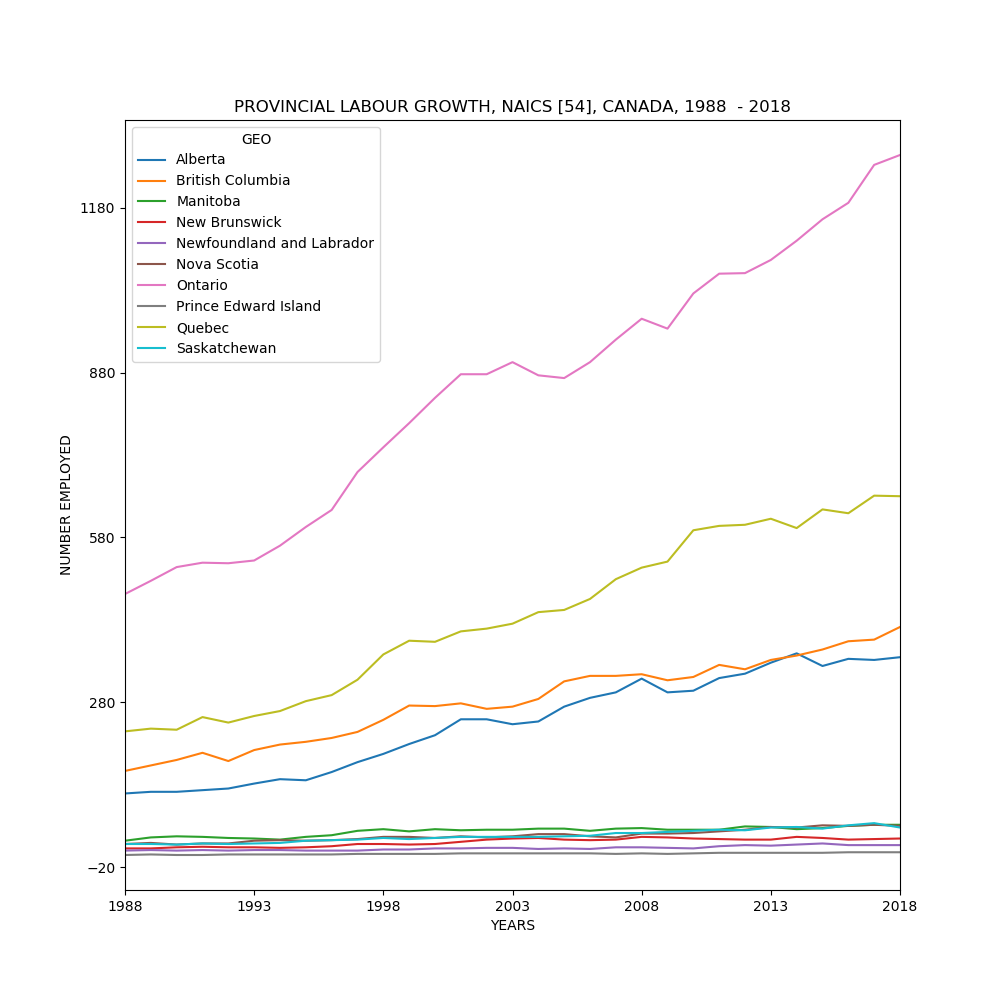 PROVINCIAL LABOUR GROWTH, NAICS [54], CANADA, 1988  - 2018
GEO
Alberta
British Columbia
Manitoba
New Brunswick
Newfoundland and Labrador
Nova Scotia
Ontario
Prince Edward Island
Quebec
Saskatchewan
1180
880
580
280
−20
NUMBER EMPLOYED
1988 1993 1998 2003 2008 2013 2018
YEARS